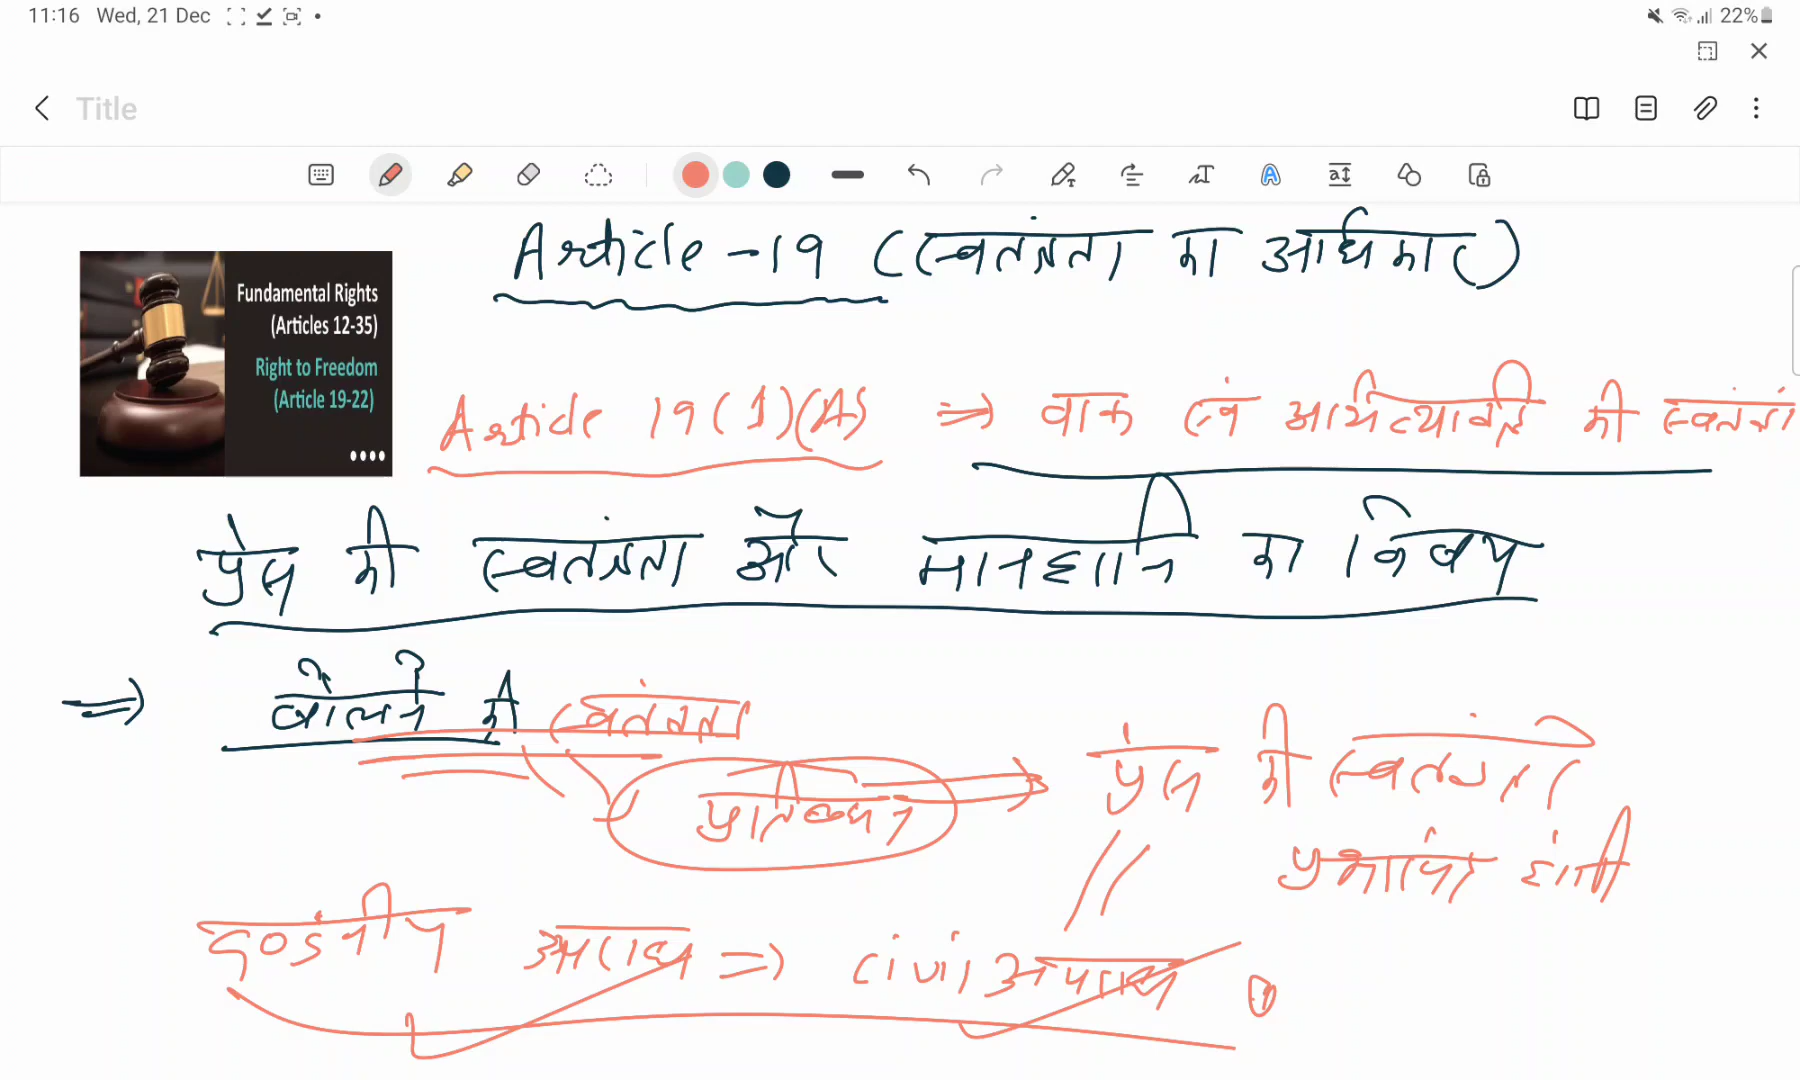 11:16 Wed, 21 Dec
22%
Title
Article -19 (स्वतंत्रता का अधिकार)
Fundamental Rights
(Articles 12-35)
Right to Freedom
(Article 19-22)
Article 19(1)(A) ⇒ वाक एवं अभिव्यक्ति की स्वतंत्रता
प्रेस की स्वतंत्रता और मानहानि का विषय
⇒ बोलने की स्वतंत्रता
प्रतिबन्ध
प्रेस की स्वतंत्रता
होगी
दण्डनीय अपराध ⇒ civil अपराध